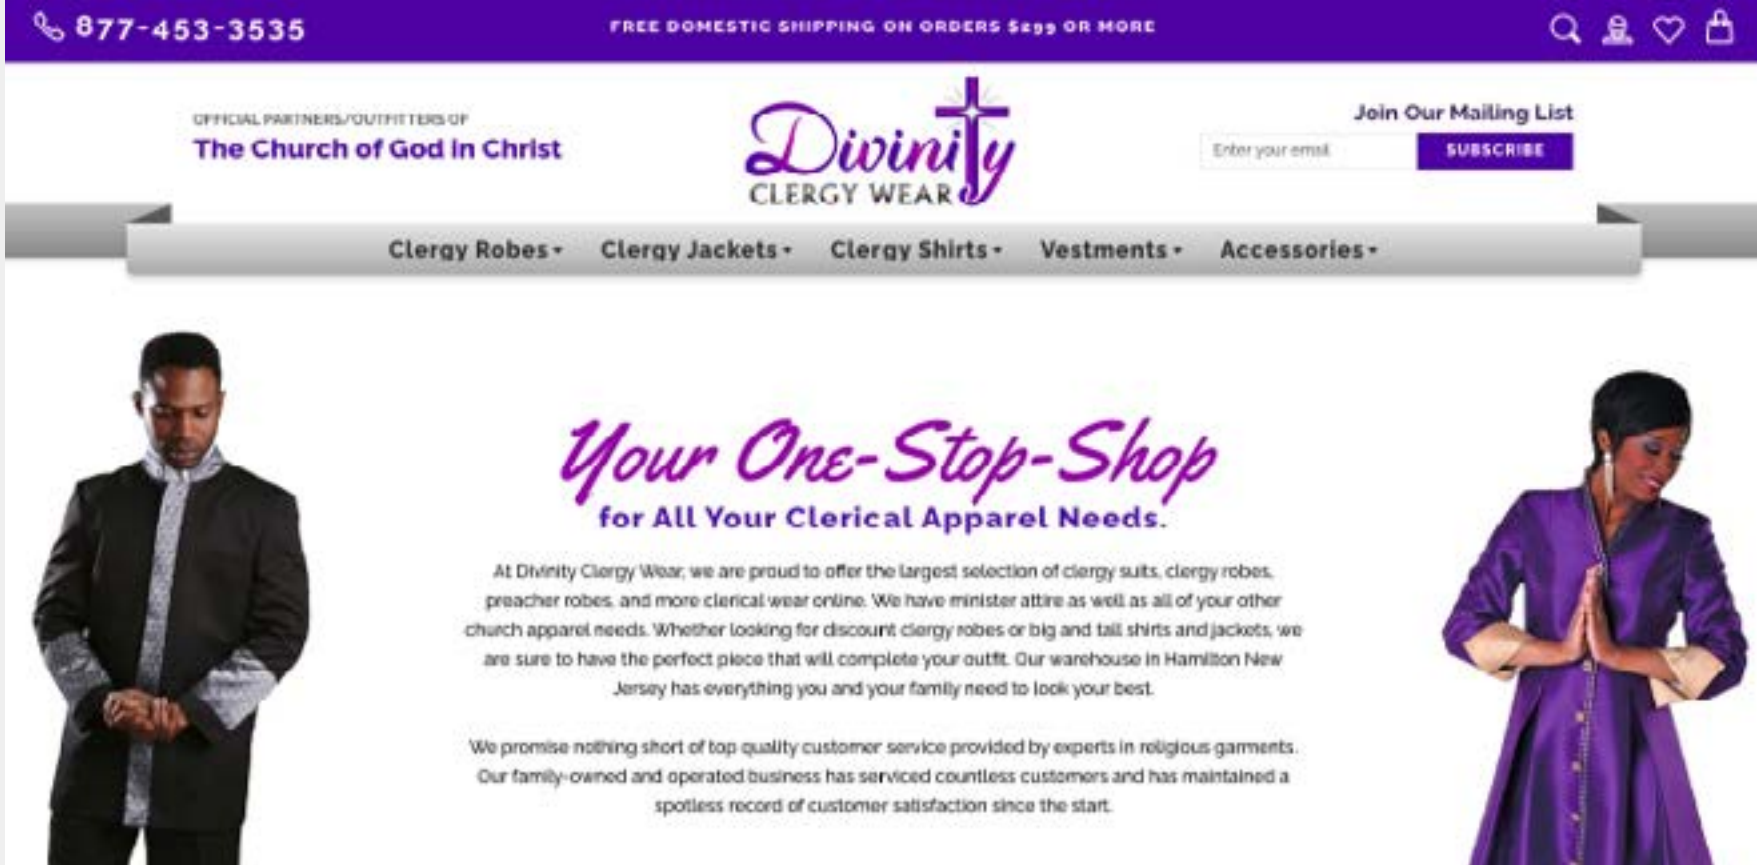 877-453-3535
FREE DOMESTIC SHIPPING ON ORDERS $299 OR MORE
OFFICIAL PARTNERS/OUTFITTERS OF
The Church of God in Christ
Divinity
CLERGY WEAR
Join Our Mailing List
Enter your email
SUBSCRIBE
Clergy Robes
Clergy Jackets
Clergy Shirts
Vestments
Accessories
Your One-Stop-Shop
for All Your Clerical Apparel Needs.
At Divinity Clergy Wear, we are proud to offer the largest selection of clergy suits, clergy robes,
preacher robes, and more clerical wear online. We have minister attire as well as all of your other
church apparel needs. Whether looking for discount clergy robes or big and tall shirts and jackets, we
are sure to have the perfect piece that will complete your outfit. Our warehouse in Hamilton New
Jersey has everything you and your family need to look your best.
We promise nothing short of top quality customer service provided by experts in religious garments.
Our family-owned and operated business has serviced countless customers and has maintained a
spotless record of customer satisfaction since the start.